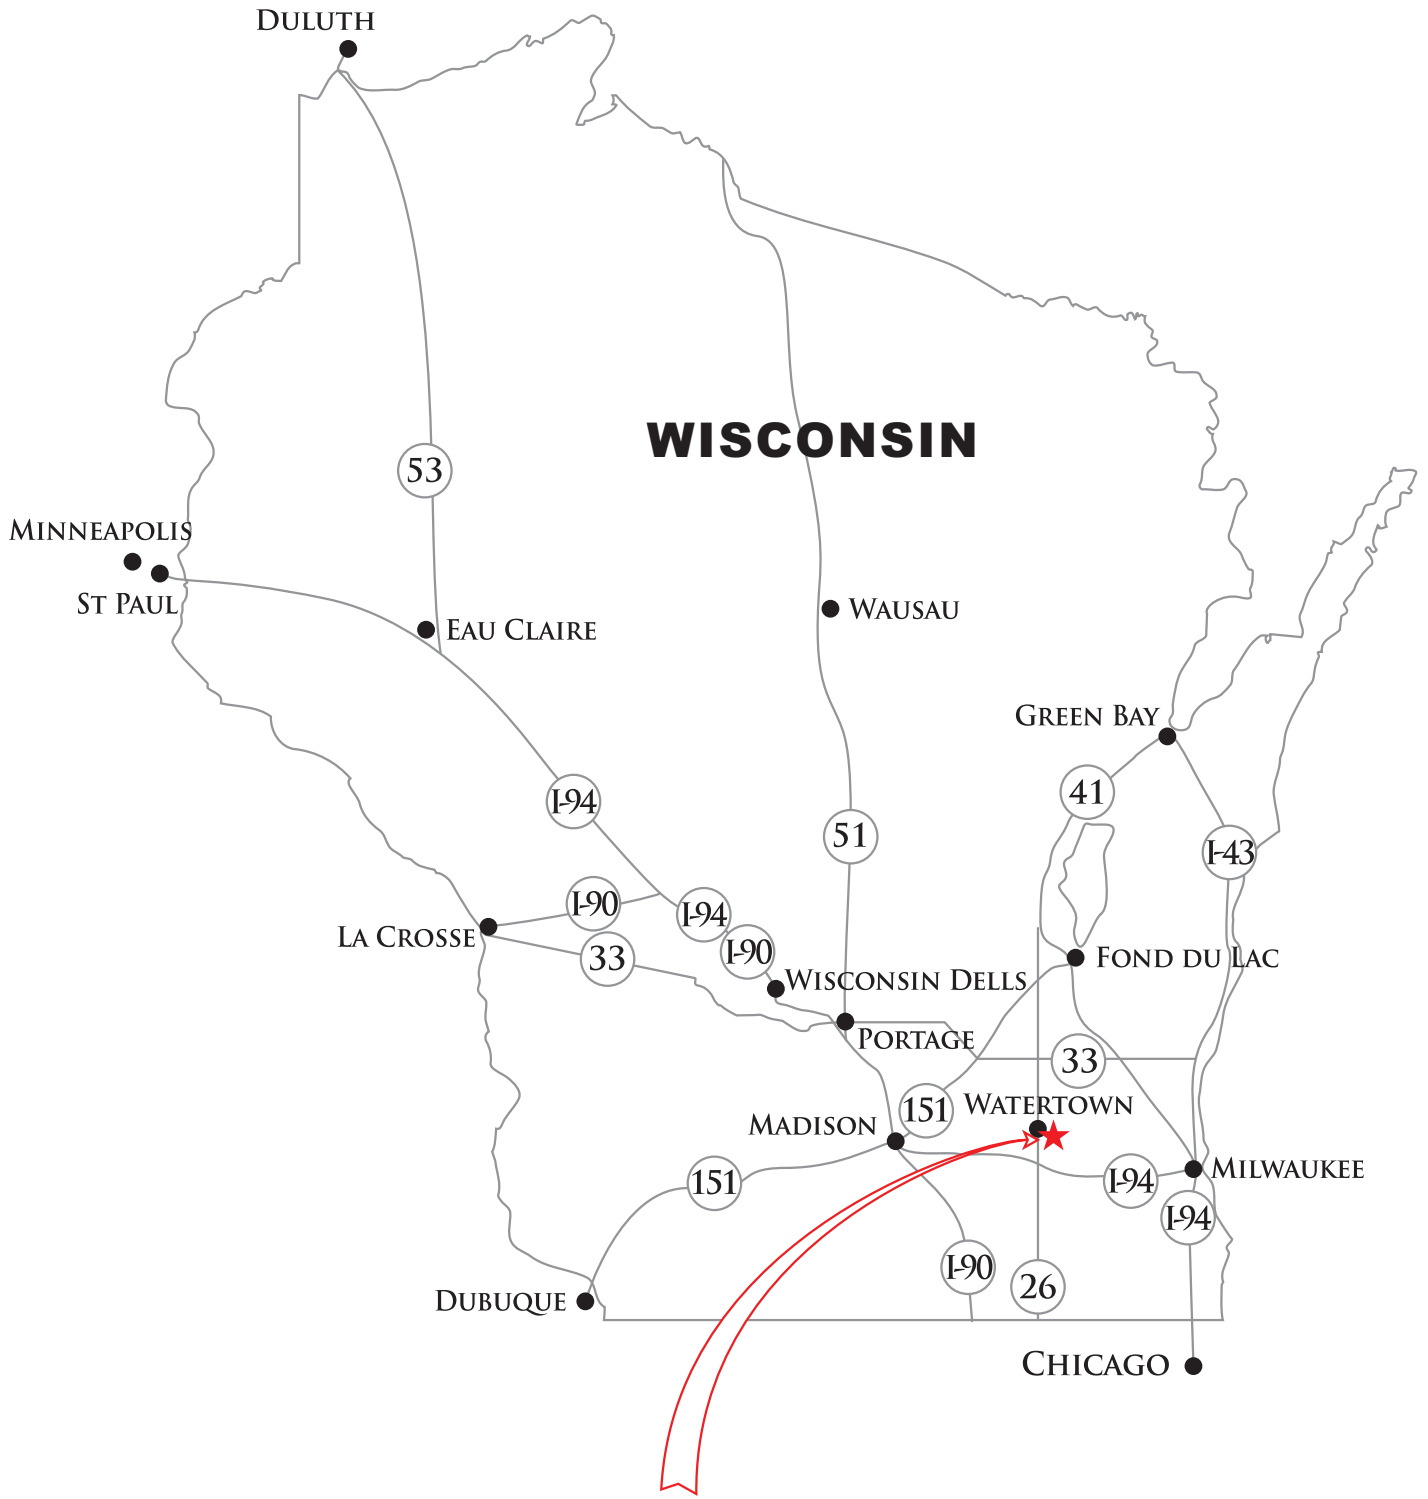 DULUTH
WISCONSIN
53
MINNEAPOLIS
ST PAUL
EAU CLAIRE
WAUSAU
GREEN BAY
41
I-94
51
I-43
I-90
I-94
LA CROSSE
33
I-90
FOND DU LAC
WISCONSIN DELLS
PORTAGE
33
151
WATERTOWN
MADISON
151
I-94
MILWAUKEE
I-94
I-90
26
DUBUQUE
CHICAGO